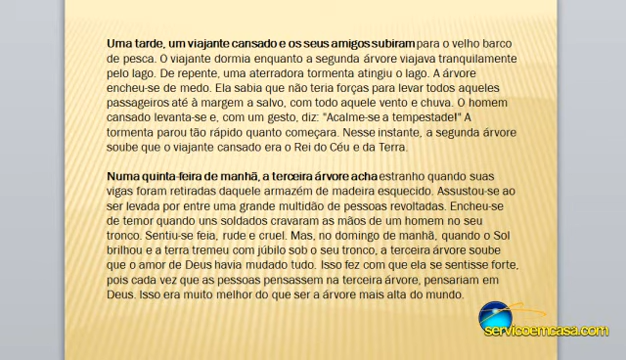 Uma tarde, um viajante cansado e os seus amigos subiram para o velho barco
de pesca. O viajante dormia enquanto a segunda árvore viajava tranquilamente
pelo lago. De repente, uma aterradora tormenta atingiu o lago. A árvore
encheu-se de medo. Ela sabia que não teria forças para levar todos aqueles
passageiros até à margem a salvo, com todo aquele vento e chuva. O homem
cansado levanta-se e, com um gesto, diz: "Acalme-se a tempestade!" A
tormenta parou tão rápido quanto começara. Nesse instante, a segunda árvore
soube que o viajante cansado era o Rei do Céu e da Terra.
Numa quinta-feira de manhã, a terceira árvore acha estranho quando suas
vigas foram retiradas daquele armazém de madeira esquecido. Assustou-se ao
ser levada por entre uma grande multidão de pessoas revoltadas. Encheu-se
de temor quando uns soldados cravaram as mãos de um homem no seu
tronco. Sentiu-se feia, rude e cruel. Mas, no domingo de manhã, quando o Sol
brilhou e a terra tremeu com júbilo sob o seu tronco, a terceira árvore soube
que o amor de Deus havia mudado tudo. Isso fez com que ela se sentisse forte,
pois cada vez que as pessoas pensassem na terceira árvore, pensariam em
Deus. Isso era muito melhor do que ser a árvore mais alta do mundo.
servicoemcasa.com